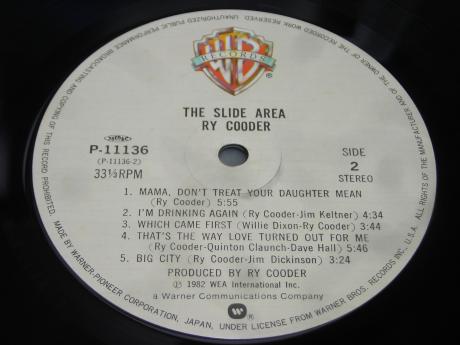 WB
RECORDS
®
THE SLIDE AREA
RY COODER
P-11136
(P-11136-2)
33⅓RPM
SIDE
2
STEREO
1. MAMA, DON'T TREAT YOUR DAUGHTER MEAN
(Ry Cooder) 5:55
2. I'M DRINKING AGAIN (Ry Cooder-Jim Keltner) 4:34
3. WHICH CAME FIRST (Willie Dixon-Ry Cooder) 3:44
4. THAT'S THE WAY LOVE TURNED OUT FOR ME
(Ry Cooder-Quinton Claunch-Dave Hall) 5:46
5. BIG CITY (Ry Cooder-Jim Dickinson) 3:24
PRODUCED BY RY COODER
Ⓟ 1982 WEA International Inc.
a Warner Communications Company
MADE BY WARNER-PIONEER CORPORATION, JAPAN, UNDER LICENSE FROM WARNER BROS. RECORDS INC., U.S.A.
ALL RIGHTS OF THE MANUFACTURER AND OF THE OWNER OF THE RECORDED WORK RESERVED. UNAUTHORIZED PUBLIC PERFORMANCE, BROADCASTING AND COPYING OF THIS RECORD PROHIBITED.